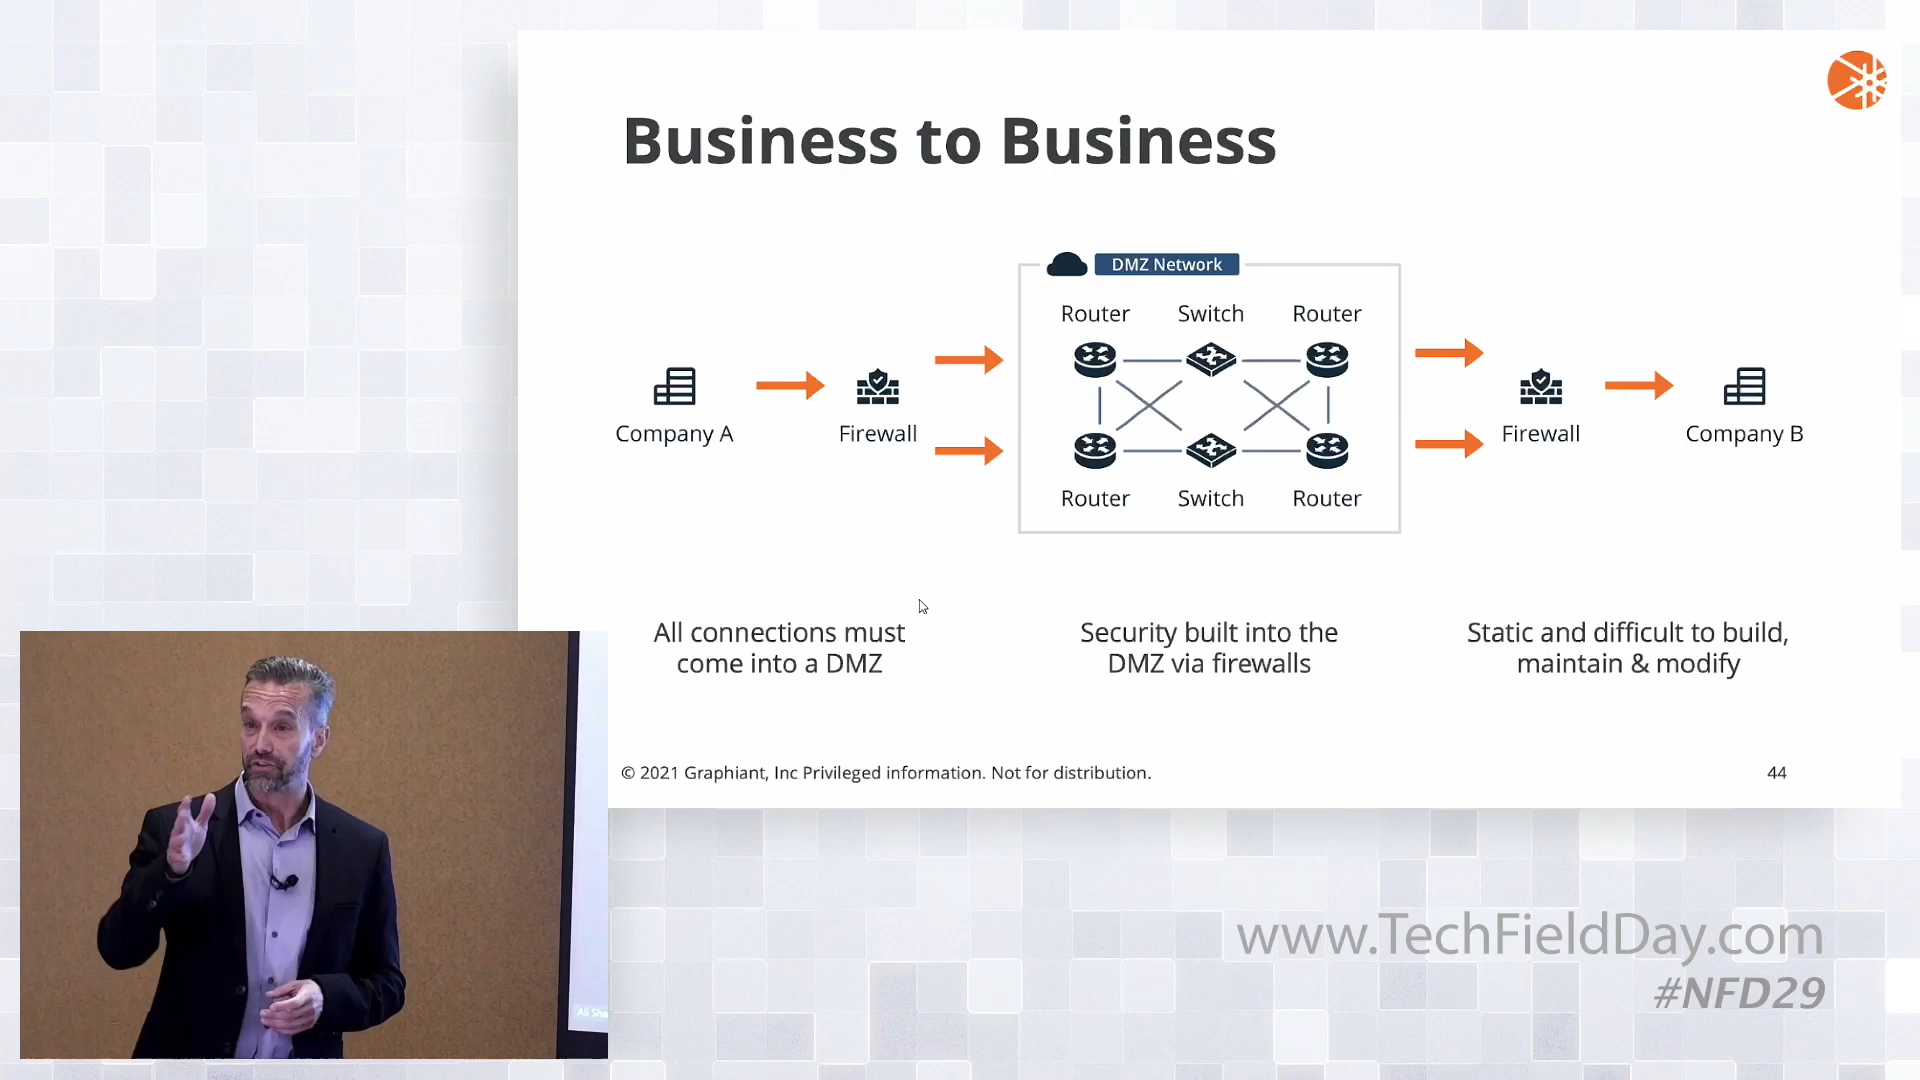 Business to Business
DMZ Network
Router Switch Router
Company A
Firewall
Firewall
Company B
Router Switch Router
All connections must
come into a DMZ
Security built into the
DMZ via firewalls
Static and difficult to build,
maintain & modify
© 2021 Graphiant, Inc Privileged information. Not for distribution.
44
www.TechFieldDay.com
#NFD29
Ali